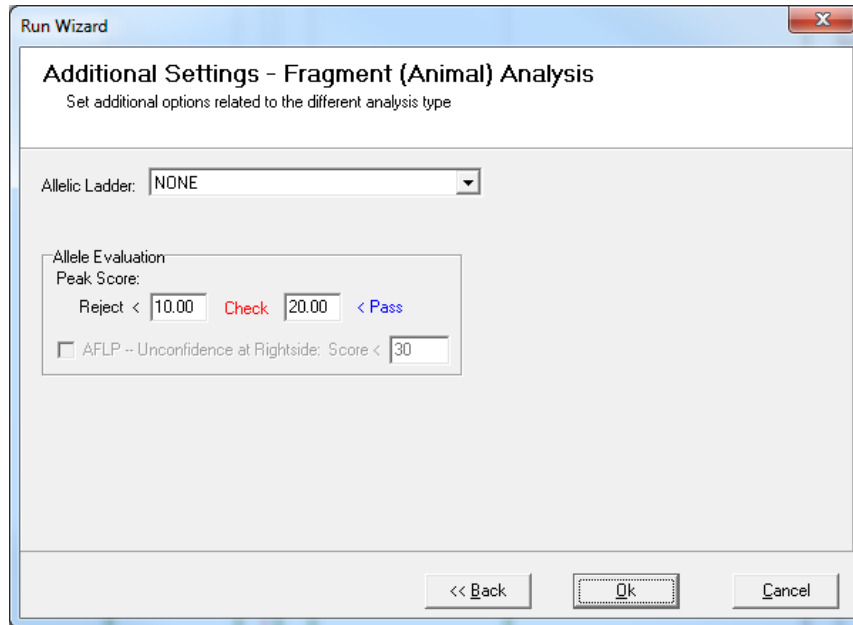 Run Wizard
X
Additional Settings - Fragment (Animal) Analysis
Set additional options related to the different analysis type
Allelic Ladder: NONE
Allele Evaluation
Peak Score:
Reject < 10.00 Check 20.00 < Pass
AFLP -- Unconfidence at Rightside: Score < 30
<< Back Ok Cancel